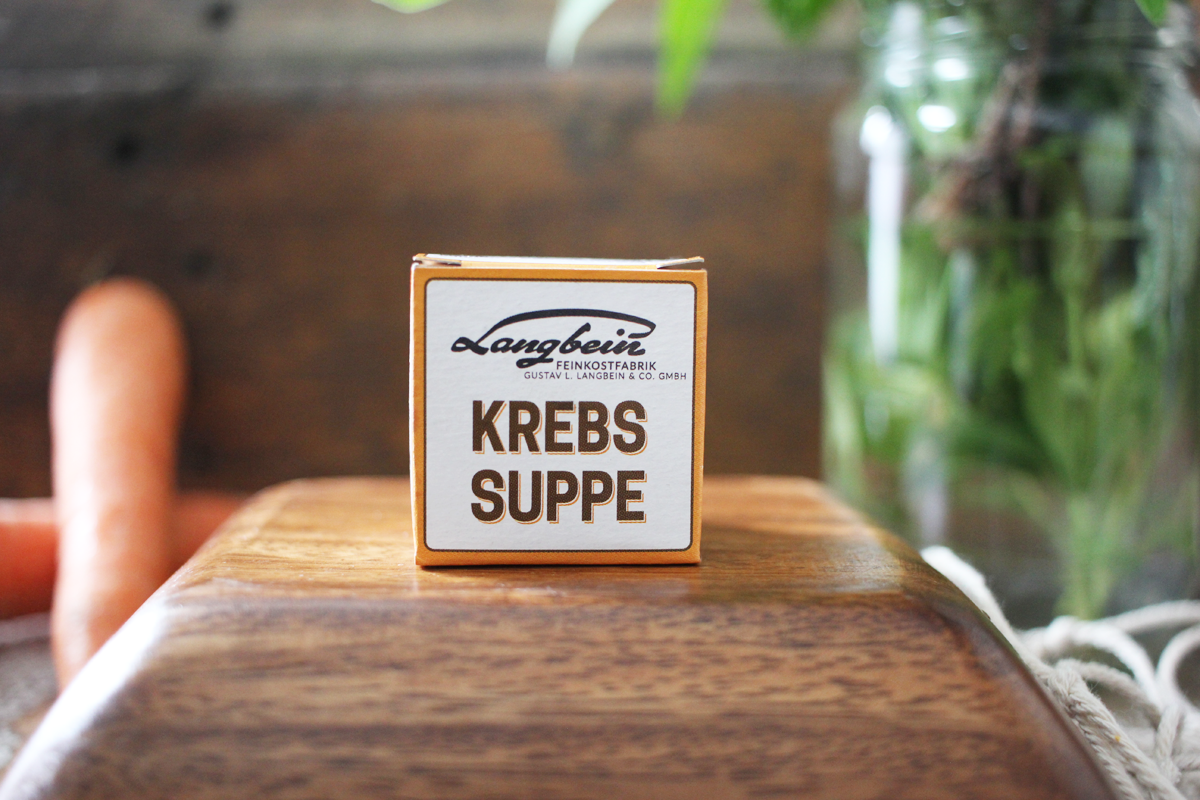 Langbein
FEINKOSTFABRIK
GUSTAV L. LANGBEIN & CO. GMBH
KREBS
SUPPE